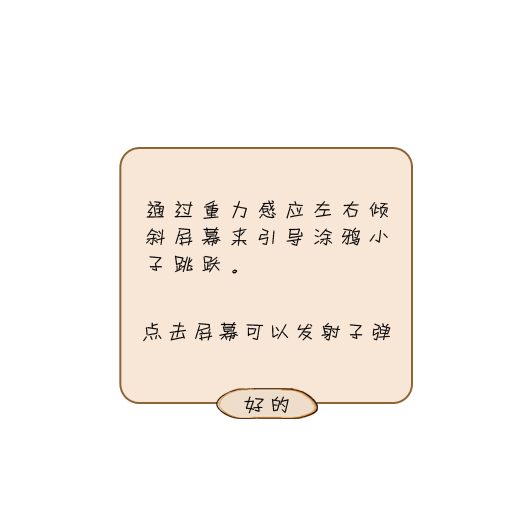 通过重力感应左右倾
斜屏幕来引导涂鸦小
子跳跃。
点去屏幕可以发射子弹
好的